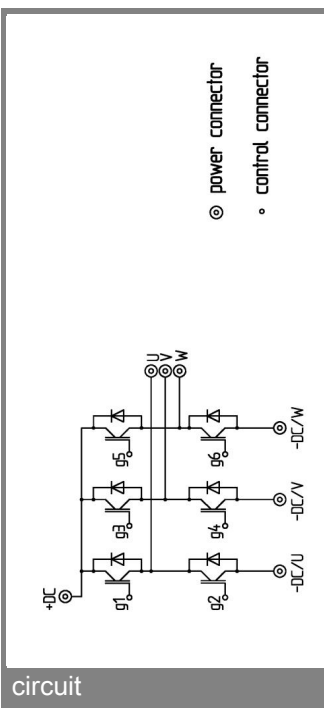 power connector
control connector
U
V
W
g5
g6
-DC/W
g3
g4
-DC/V
+DC
g1
g2
-DC/U
circuit